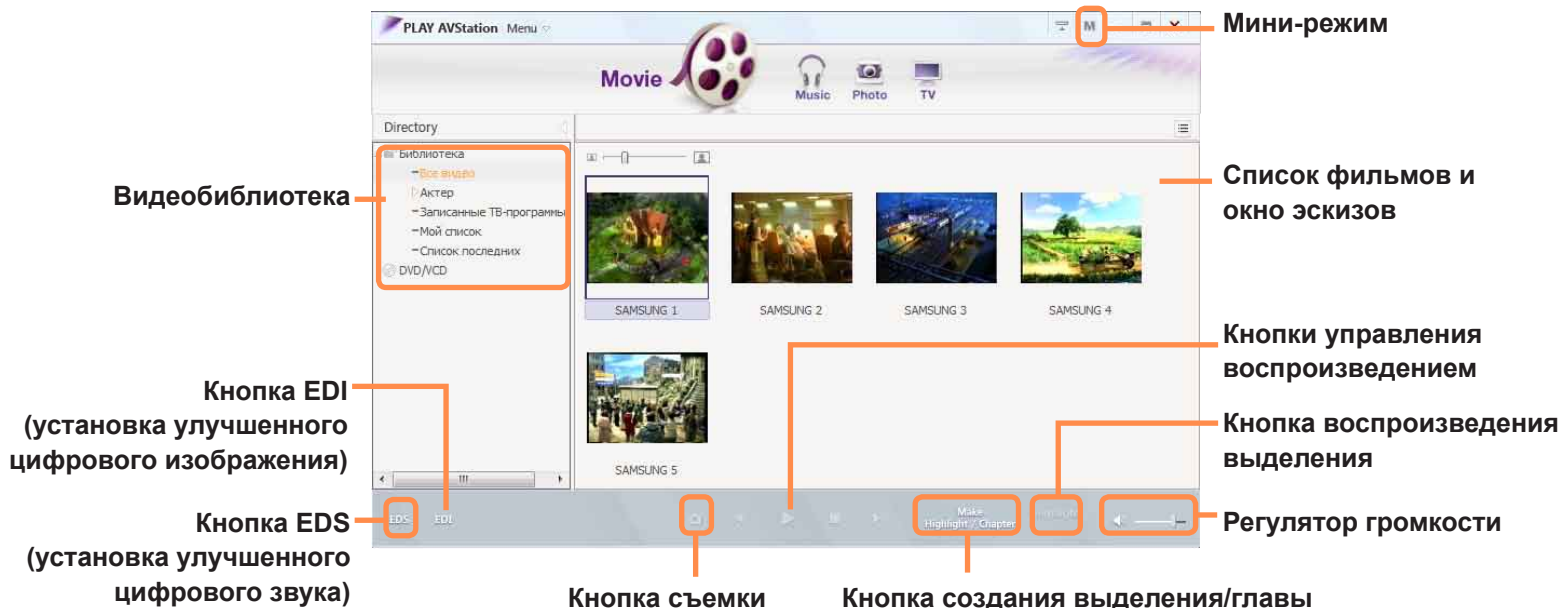 PLAY AVStation Menu
M
Мини-режим
Movie
Music
Photo
TV
Directory
Библиотека
Все видео
Актер
Записанные ТВ-программы
Мой список
Список последних
DVD/VCD
Видеобиблиотека
Список фильмов и
окно эскизов
SAMSUNG 1
SAMSUNG 2
SAMSUNG 3
SAMSUNG 4
SAMSUNG 5
Кнопки управления
воспроизведением
Кнопка EDI
(установка улучшенного
цифрового изображения)
Кнопка воспроизведения
выделения
EDS
EDI
Make
Highlight / Chapter
Регулятор громкости
Кнопка EDS
(установка улучшенного
цифрового звука)
Кнопка съемки
Кнопка создания выделения/главы